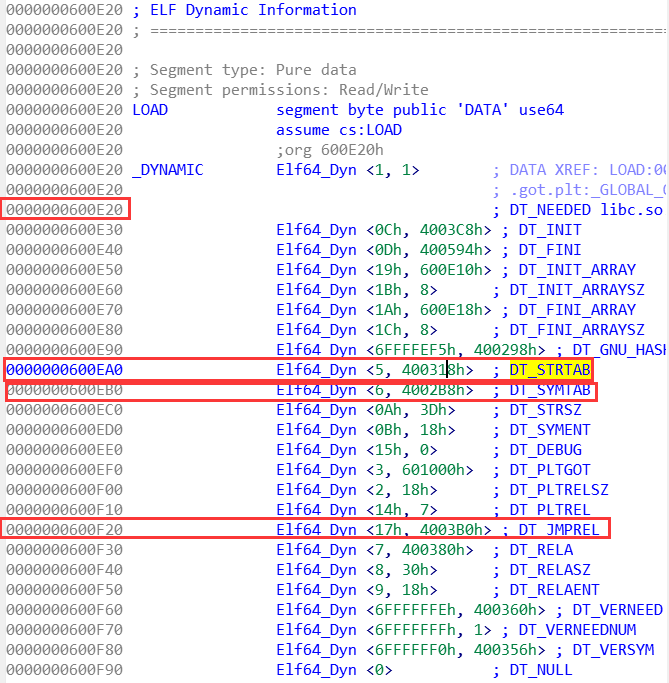 0000000600E20 ; ELF Dynamic Information
0000000600E20 ; ===========================================================
0000000600E20
0000000600E20 ; Segment type: Pure data
0000000600E20 ; Segment permissions: Read/Write
0000000600E20 LOAD segment byte public 'DATA' use64
0000000600E20 assume cs:LOAD
0000000600E20 ;org 600E20h
0000000600E20 _DYNAMIC Elf64_Dyn <1, 1> ; DATA XREF: LOAD:00
0000000600E20 ; .got.plt:_GLOBAL_O
0000000600E20 ; DT_NEEDED libc.so
0000000600E30 Elf64_Dyn <0Ch, 4003C8h> ; DT_INIT
0000000600E40 Elf64_Dyn <0Dh, 400594h> ; DT_FINI
0000000600E50 Elf64_Dyn <19h, 600E10h> ; DT_INIT_ARRAY
0000000600E60 Elf64_Dyn <1Bh, 8> ; DT_INIT_ARRAYSZ
0000000600E70 Elf64_Dyn <1Ah, 600E18h> ; DT_FINI_ARRAY
0000000600E80 Elf64_Dyn <1Ch, 8> ; DT_FINI_ARRAYSZ
0000000600E90 Elf64_Dyn <6FFFFEF5h, 400298h> ; DT_GNU_HASH
0000000600EA0 Elf64_Dyn <5, 400318h> ; DT_STRTAB
0000000600EB0 Elf64_Dyn <6, 4002B8h> ; DT_SYMTAB
0000000600EC0 Elf64_Dyn <0Ah, 3Dh> ; DT_STRSZ
0000000600ED0 Elf64_Dyn <0Bh, 18h> ; DT_SYMENT
0000000600EE0 Elf64_Dyn <15h, 0> ; DT_DEBUG
0000000600EF0 Elf64_Dyn <3, 601000h> ; DT_PLTGOT
0000000600F00 Elf64_Dyn <2, 18h> ; DT_PLTRELSZ
0000000600F10 Elf64_Dyn <14h, 7> ; DT_PLTREL
0000000600F20 Elf64_Dyn <17h, 4003B0h> ; DT_JMPREL
0000000600F30 Elf64_Dyn <7, 400380h> ; DT_RELA
0000000600F40 Elf64_Dyn <8, 30h> ; DT_RELASZ
0000000600F50 Elf64_Dyn <9, 18h> ; DT_RELAENT
0000000600F60 Elf64_Dyn <6FFFFFFEh, 400360h> ; DT_VERNEED
0000000600F70 Elf64_Dyn <6FFFFFFFh, 1> ; DT_VERNEEDNUM
0000000600F80 Elf64_Dyn <6FFFFFF0h, 400356h> ; DT_VERSYM
0000000600F90 Elf64_Dyn <0> ; DT_NULL